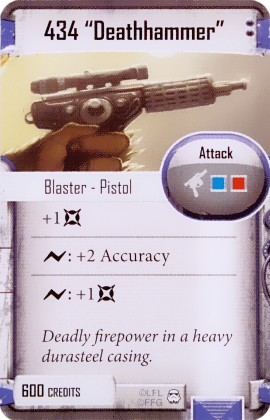 434 “Deathhammer”
Attack
Blaster - Pistol
+1
: +2 Accuracy
: +1
Deadly firepower in a heavy
durasteel casing.
600 CREDITS
©LFL
©FFG